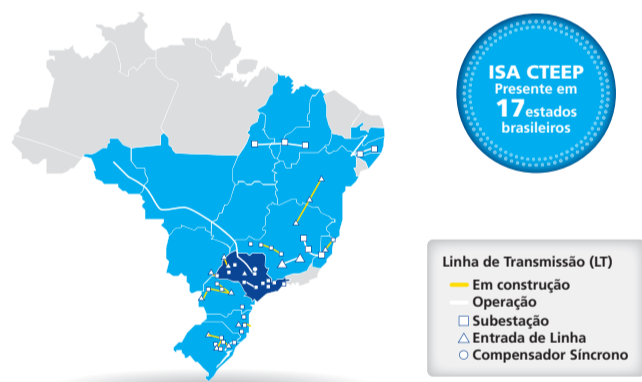 ISA CTEEP
Presente em
17 estados
brasileiros
Linha de Transmissão (LT)
Em construção
Operação
Subestação
Entrada de Linha
Compensador Síncrono